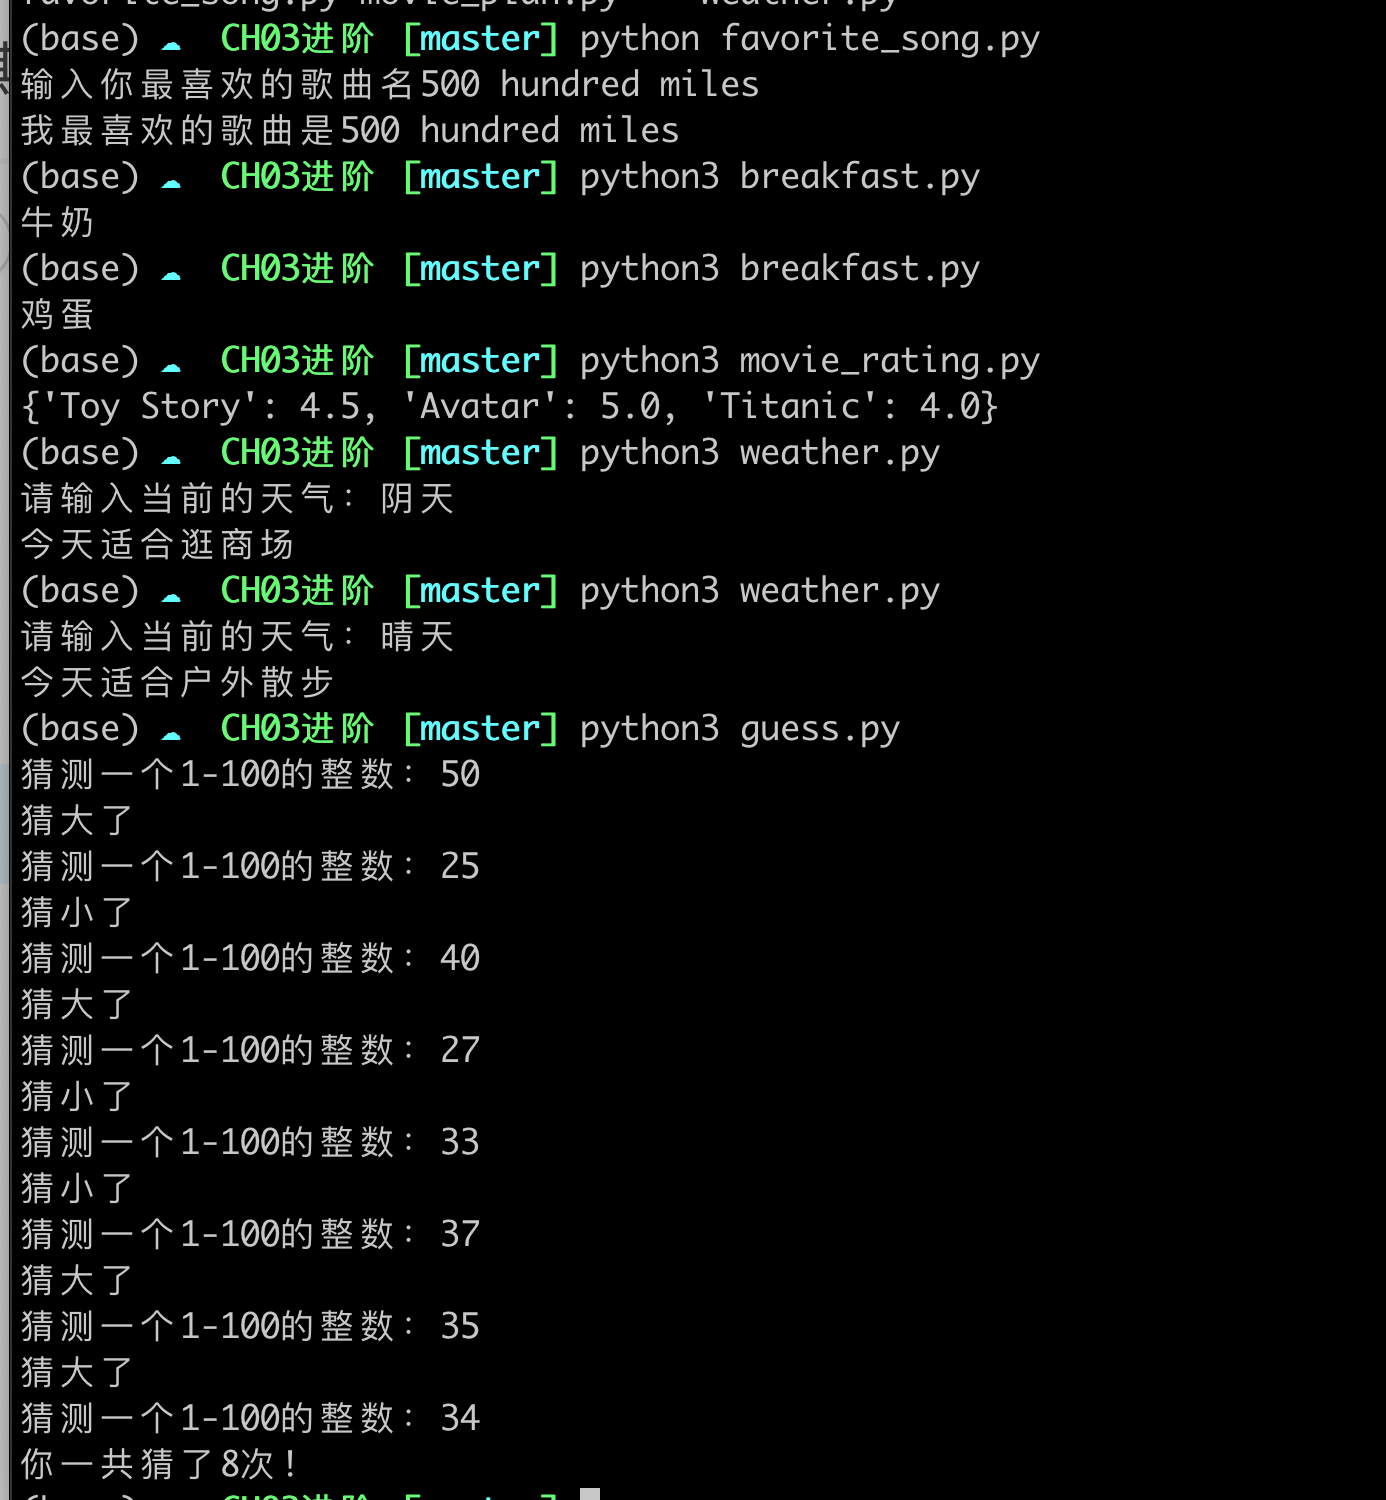 favorite_song.py movie_plan.py    weather.py
(base) ☁  CH03进阶 [master] python favorite_song.py
输入你最喜欢的歌曲名500 hundred miles
我最喜欢的歌曲是500 hundred miles
(base) ☁  CH03进阶 [master] python3 breakfast.py
牛奶
(base) ☁  CH03进阶 [master] python3 breakfast.py
鸡蛋
(base) ☁  CH03进阶 [master] python3 movie_rating.py
{'Toy Story': 4.5, 'Avatar': 5.0, 'Titanic': 4.0}
(base) ☁  CH03进阶 [master] python3 weather.py
请输入当前的天气：阴天
今天适合逛商场
(base) ☁  CH03进阶 [master] python3 weather.py
请输入当前的天气：晴天
今天适合户外散步
(base) ☁  CH03进阶 [master] python3 guess.py
猜测一个1-100的整数：50
猜大了
猜测一个1-100的整数：25
猜小了
猜测一个1-100的整数：40
猜大了
猜测一个1-100的整数：27
猜小了
猜测一个1-100的整数：33
猜小了
猜测一个1-100的整数：37
猜大了
猜测一个1-100的整数：35
猜大了
猜测一个1-100的整数：34
你一共猜了8次！
(base) ☁  CH03进阶 [master]